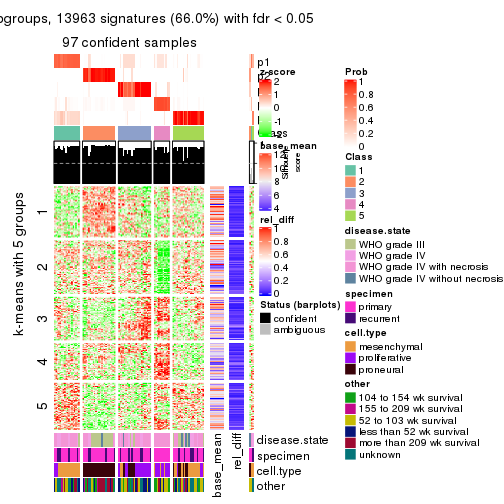 ogroups, 13963 signatures (66.0%) with fdr < 0.05
97 confident samples
p1
p2
z-score
2
1
0
-1
-2
base_mean
12
10
8
6
4
score
rel_diff
1
0.8
0.6
0.4
0.2
0
Status (barplots)
confident
ambiguous
k-means with 5 groups
1
2
3
4
5
base_mean
rel_diff
disease.state
specimen
cell.type
other
Prob
1
0.8
0.6
0.4
0.2
0
Class
1
2
3
4
5
disease.state
WHO grade III
WHO grade IV
WHO grade IV with necrosis
WHO grade IV without necrosis
specimen
primary
recurrent
cell.type
mesenchymal
proliferative
proneural
other
104 to 154 wk survival
155 to 209 wk survival
52 to 103 wk survival
less than 52 wk survival
more than 209 wk survival
unknown